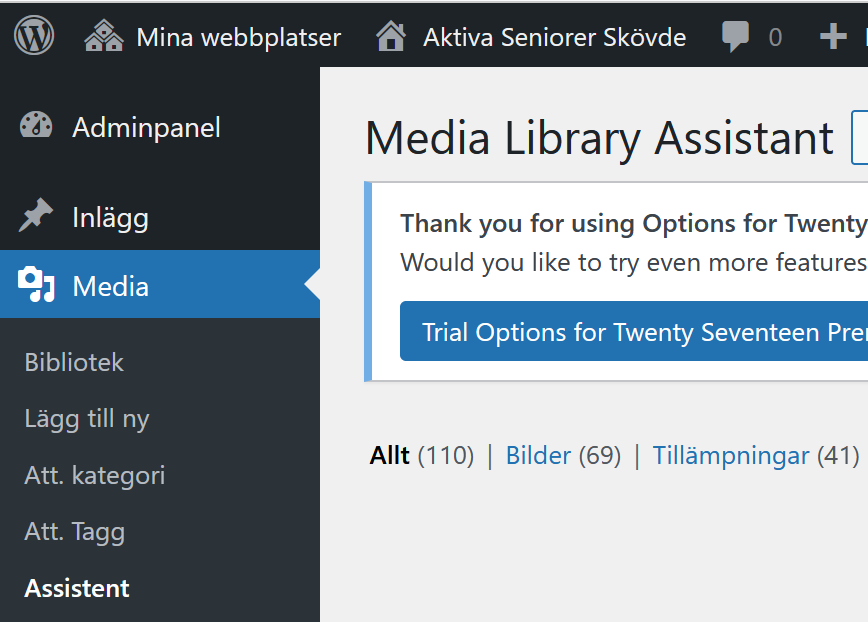 Mina webbplatser Aktiva Seniorer Skövde 0
Adminpanel
Inlägg
Media
Bibliotek
Lägg till ny
Att. kategori
Att. Tagg
Assistent
Media Library Assistant
Thank you for using Options for Twenty
Would you like to try even more features
Trial Options for Twenty Seventeen
Allt (110) | Bilder (69) | Tillämpningar (41)